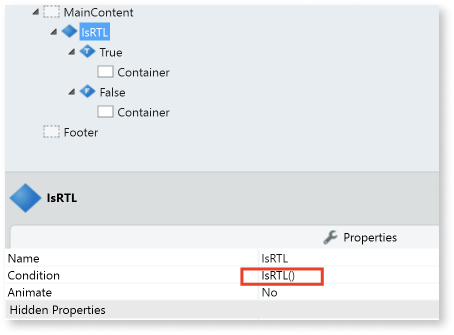 MainContent
IsRTL
T True
Container
F False
Container
Footer
IsRTL
Properties
Name IsRTL
Condition IsRTL()
Animate No
Hidden Properties